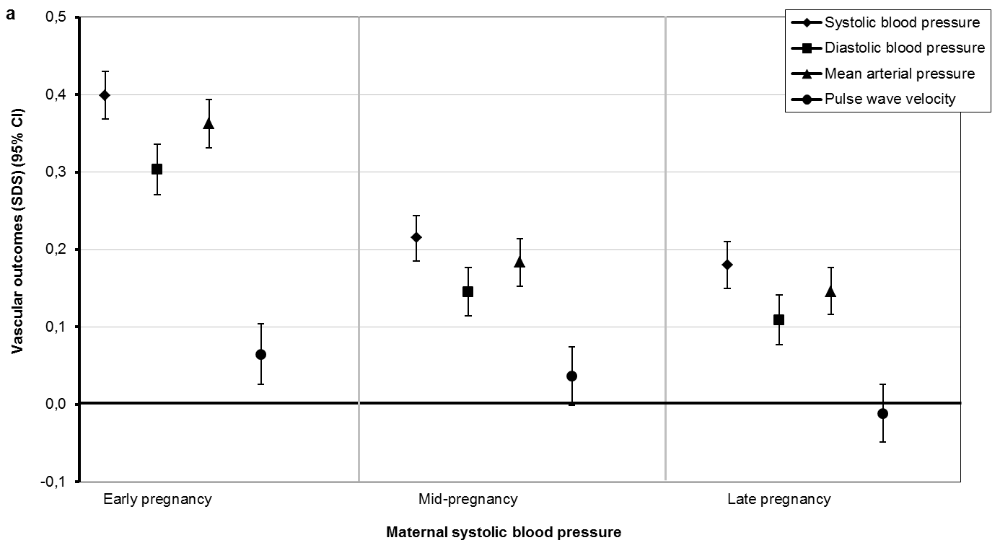 a
Vascular outcomes (SDS) (95% CI)
0,5
0,4
0,3
0,2
0,1
0,0
-0,1
Systolic blood pressure
Diastolic blood pressure
Mean arterial pressure
Pulse wave velocity
Early pregnancy
Mid-pregnancy
Late pregnancy
Maternal systolic blood pressure